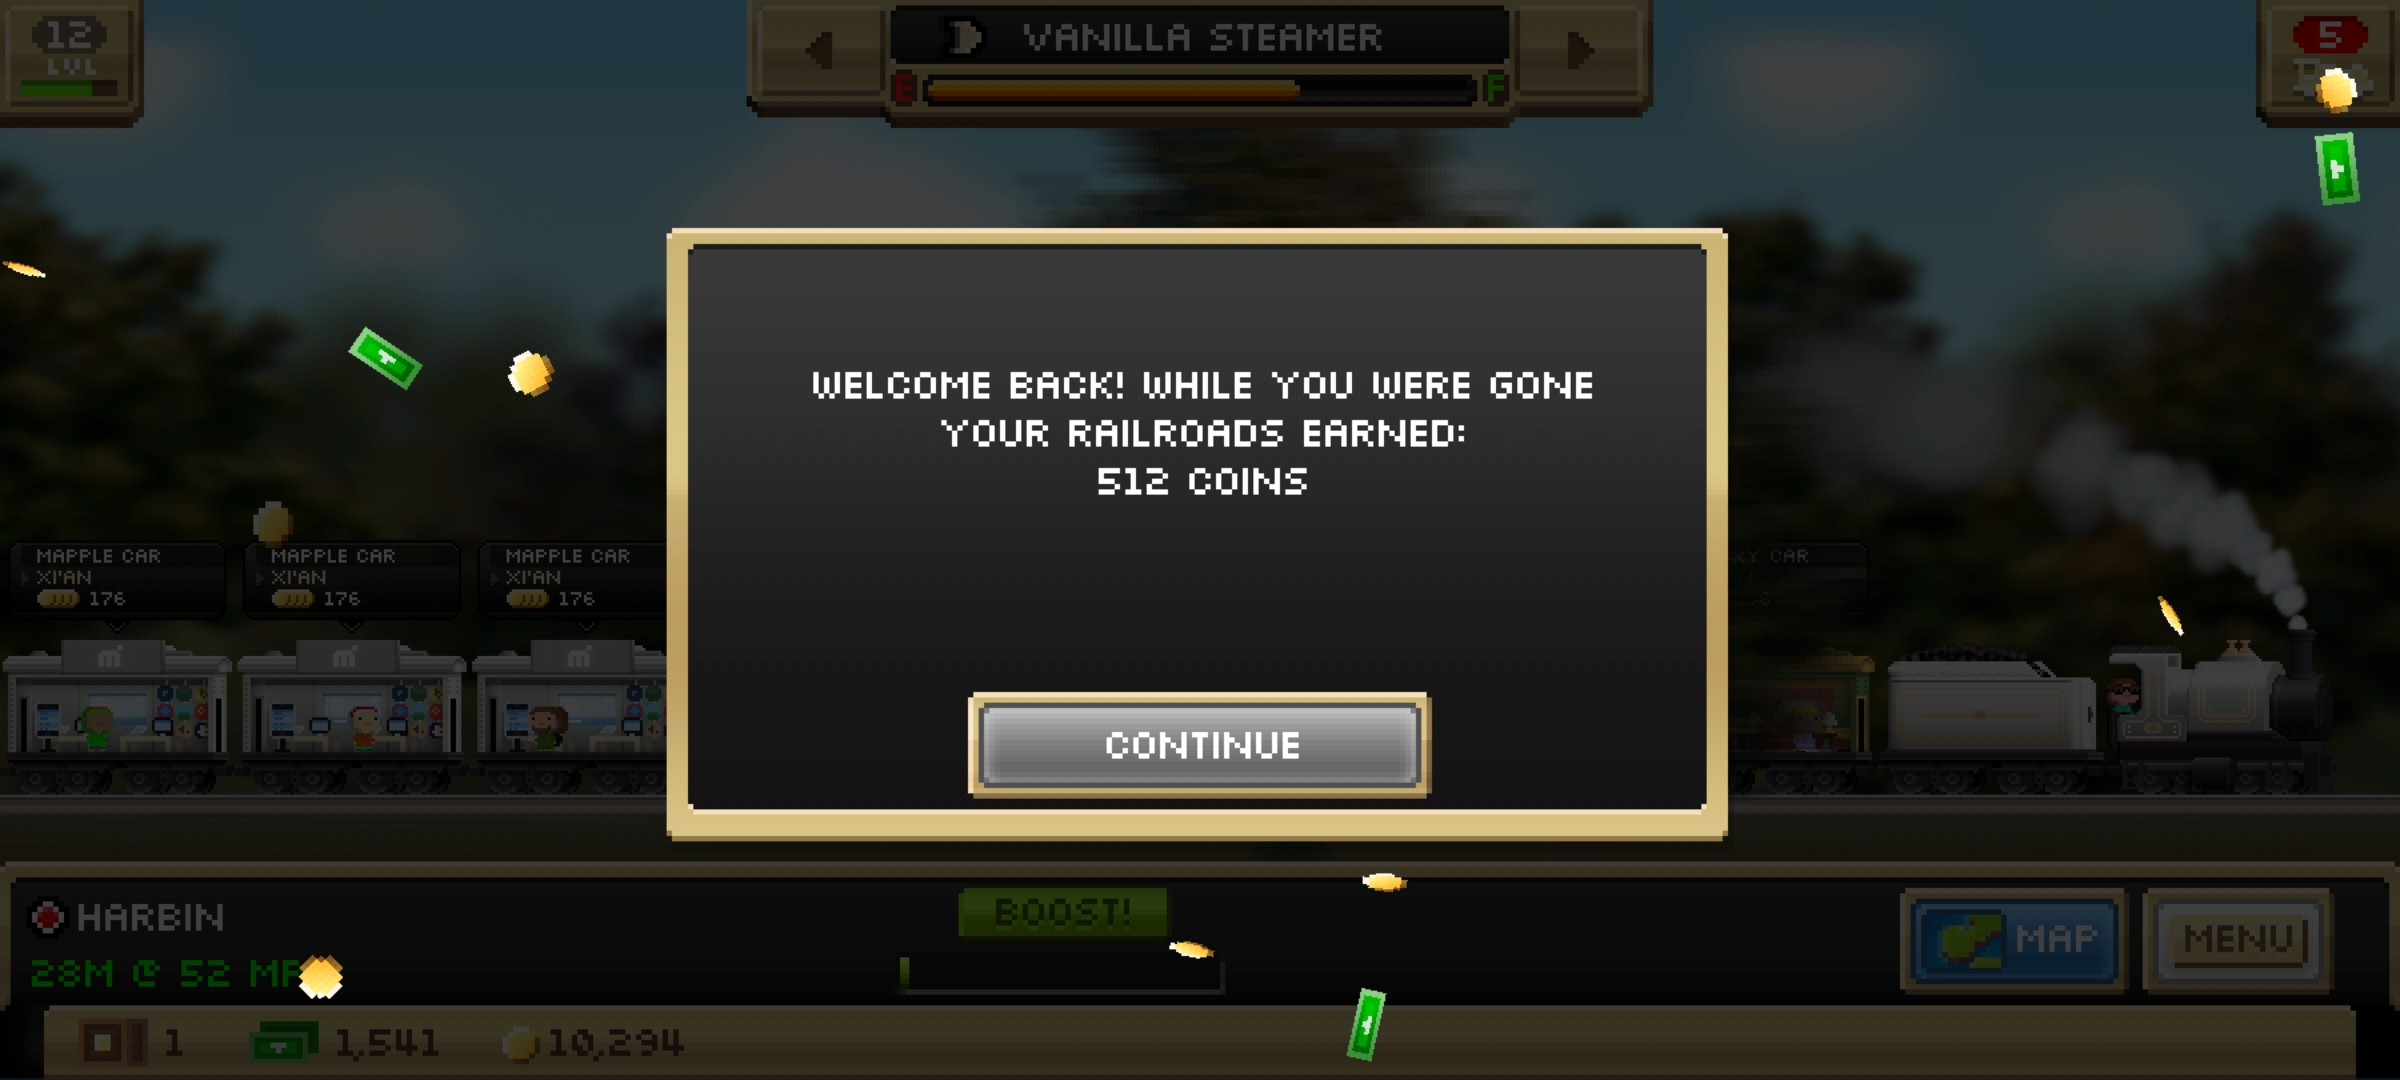 12
LVL
VANILLA STEAMER
E F
5
WELCOME BACK! WHILE YOU WERE GONE
YOUR RAILROADS EARNED:
512 COINS
CONTINUE
MAPPLE CAR
XI'AN
176
MAPPLE CAR
XI'AN
176
MAPPLE CAR
XI'AN
176
CAR
m
m
m
HARBIN
28M @ 52
BOOST!
MAP
MENU
1
1,541
10,294